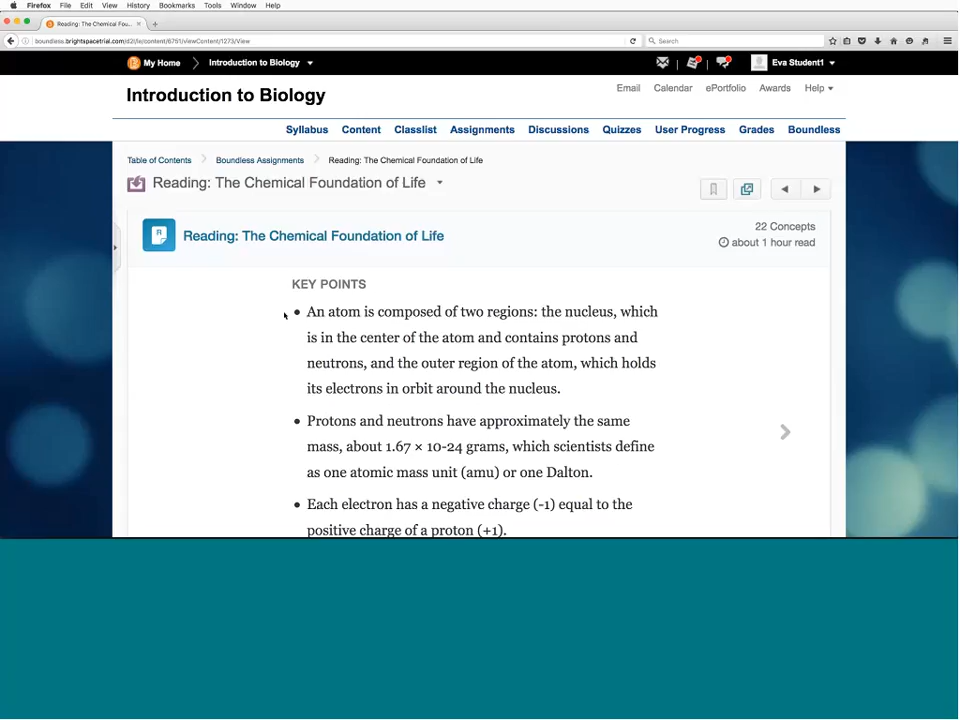 Firefox File Edit View History Bookmarks Tools Window Help
Reading: The Chemical Fou... × +
boundless.brightspacetrial.com/d2l/le/content/6751/viewContent/1273/View
Search
My Home Introduction to Biology Eva Student1
Introduction to Biology
Email Calendar ePortfolio Awards Help
Syllabus Content Classlist Assignments Discussions Quizzes User Progress Grades Boundless
Table of Contents Boundless Assignments Reading: The Chemical Foundation of Life
Reading: The Chemical Foundation of Life
Reading: The Chemical Foundation of Life
22 Concepts
about 1 hour read
KEY POINTS
• An atom is composed of two regions: the nucleus, which
is in the center of the atom and contains protons and
neutrons, and the outer region of the atom, which holds
its electrons in orbit around the nucleus.
• Protons and neutrons have approximately the same
mass, about 1.67 × 10-24 grams, which scientists define
as one atomic mass unit (amu) or one Dalton.
• Each electron has a negative charge (-1) equal to the
positive charge of a proton (+1).